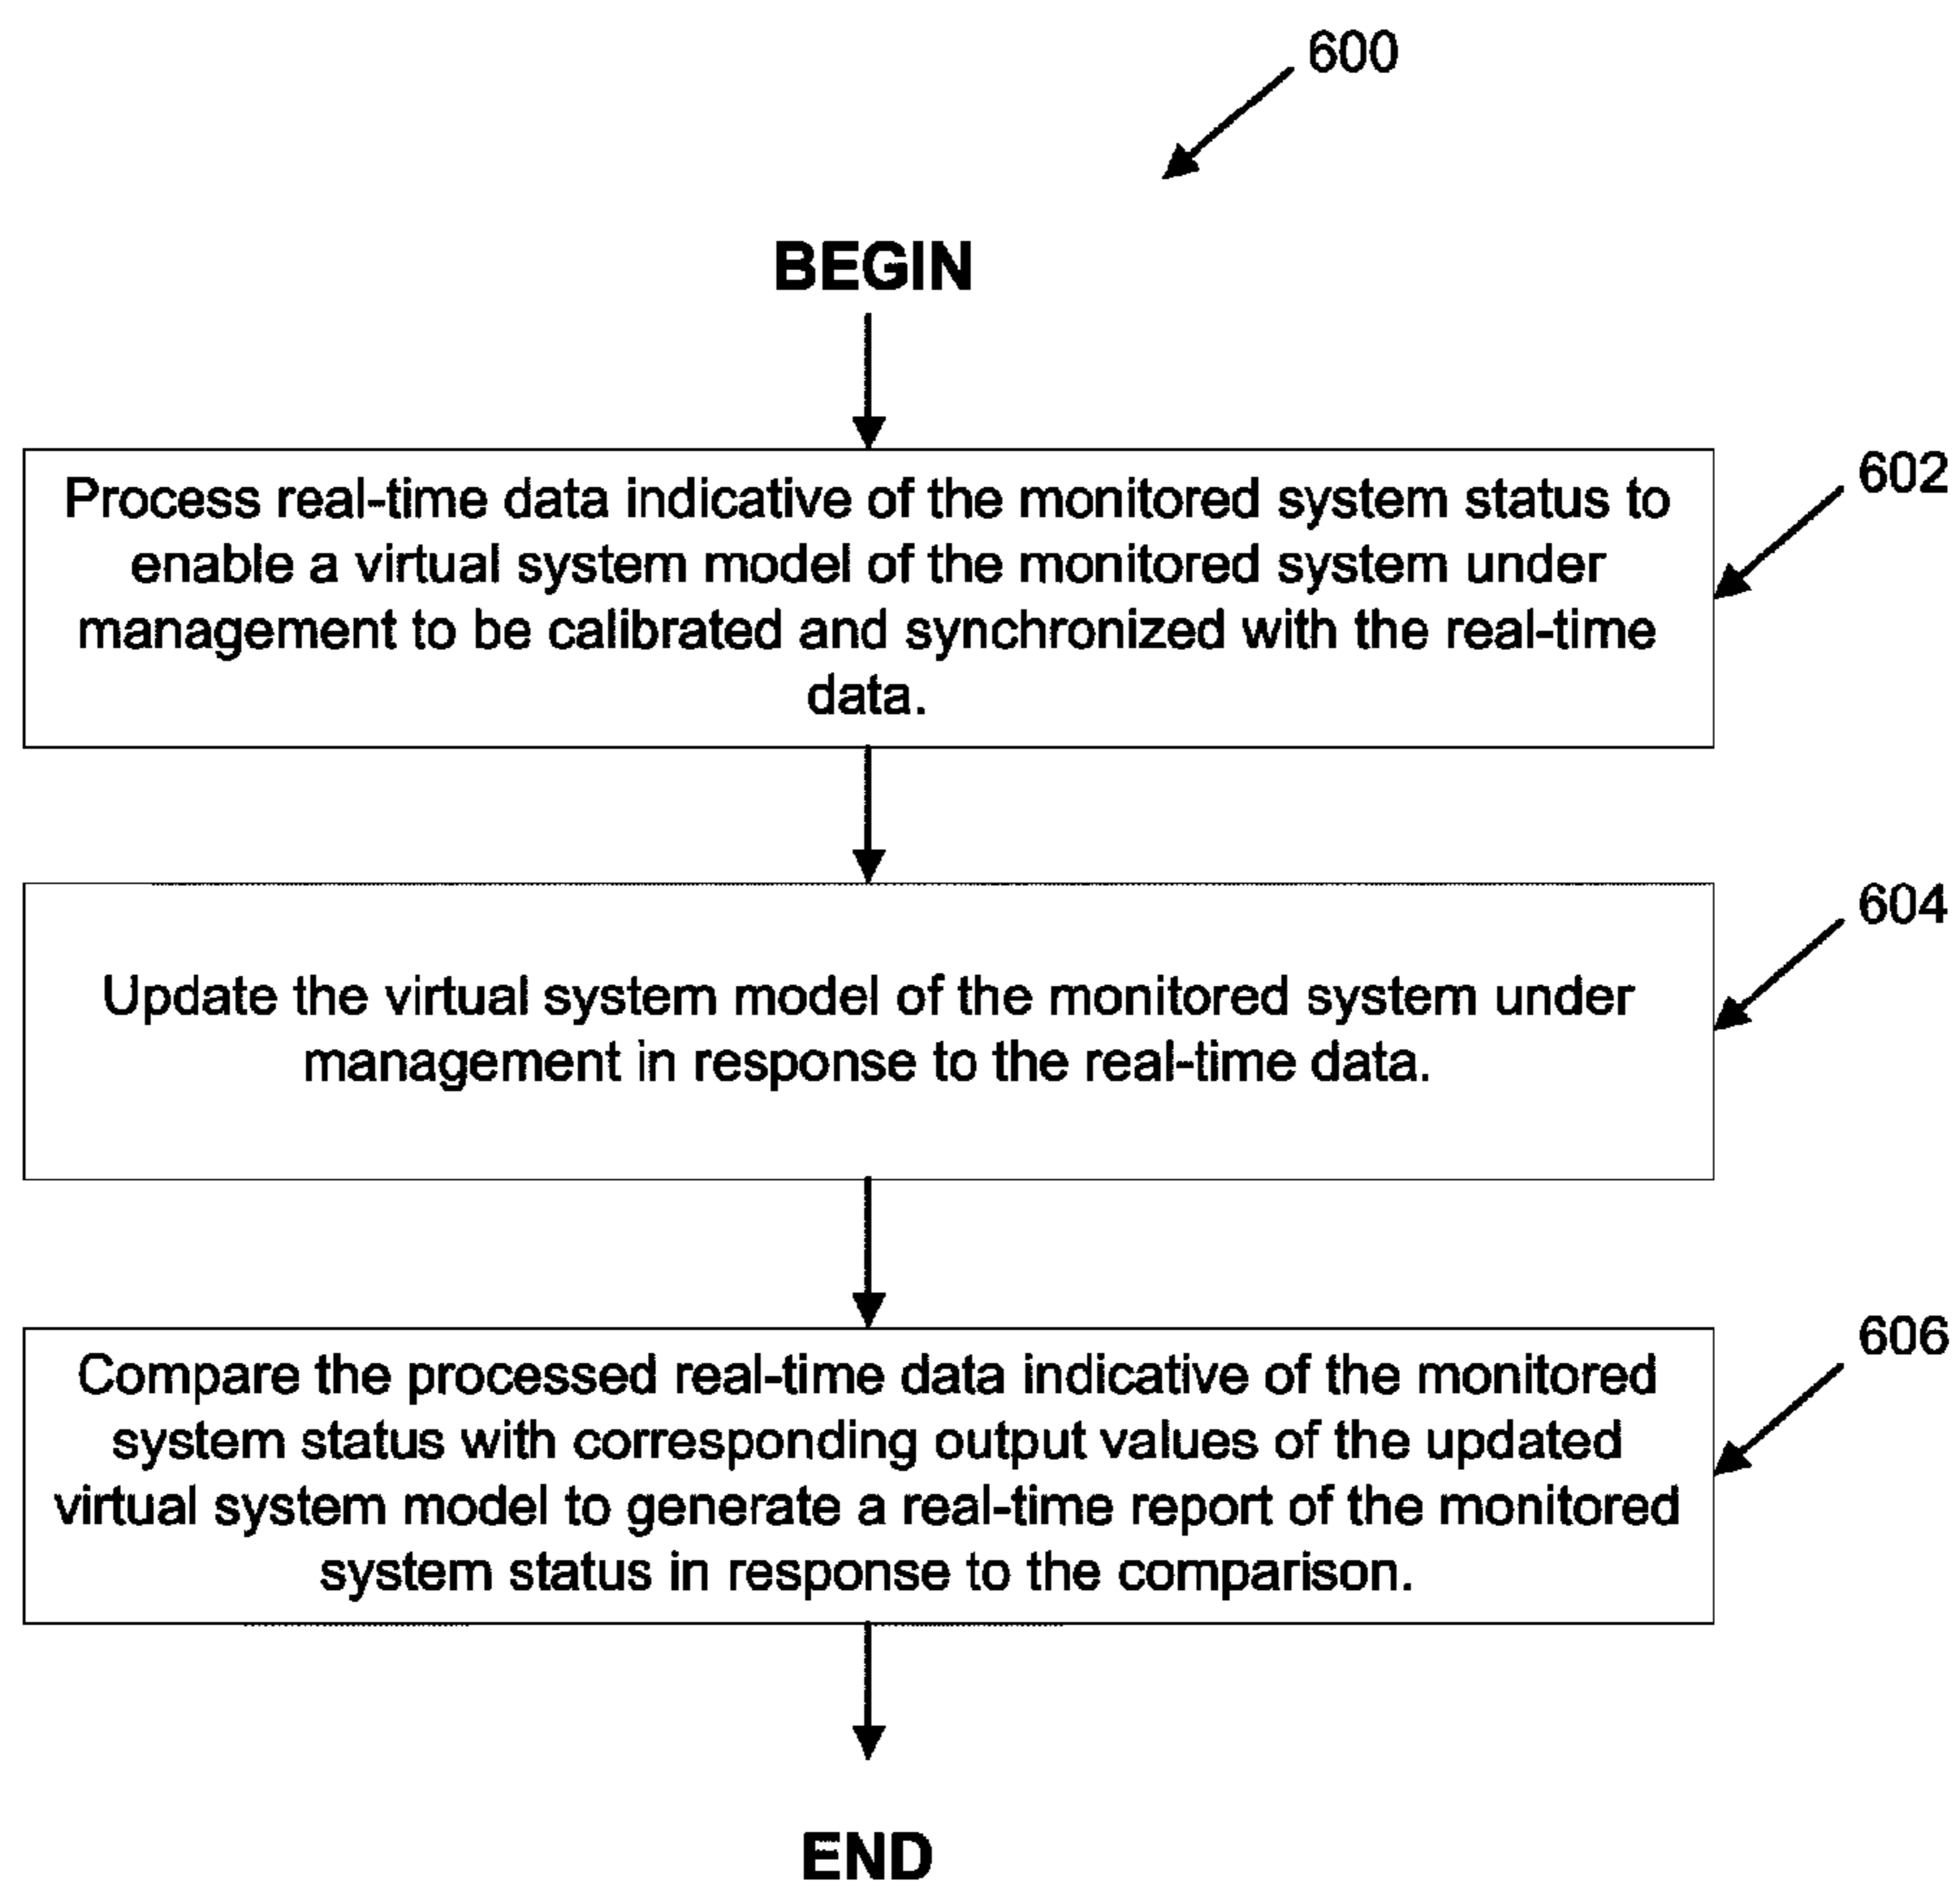 600
BEGIN
Process real-time data indicative of the monitored system status to
enable a virtual system model of the monitored system under
management to be calibrated and synchronized with the real-time
data.
602
Update the virtual system model of the monitored system under
management in response to the real-time data.
604
Compare the processed real-time data indicative of the monitored
system status with corresponding output values of the updated
virtual system model to generate a real-time report of the monitored
system status in response to the comparison.
606
END